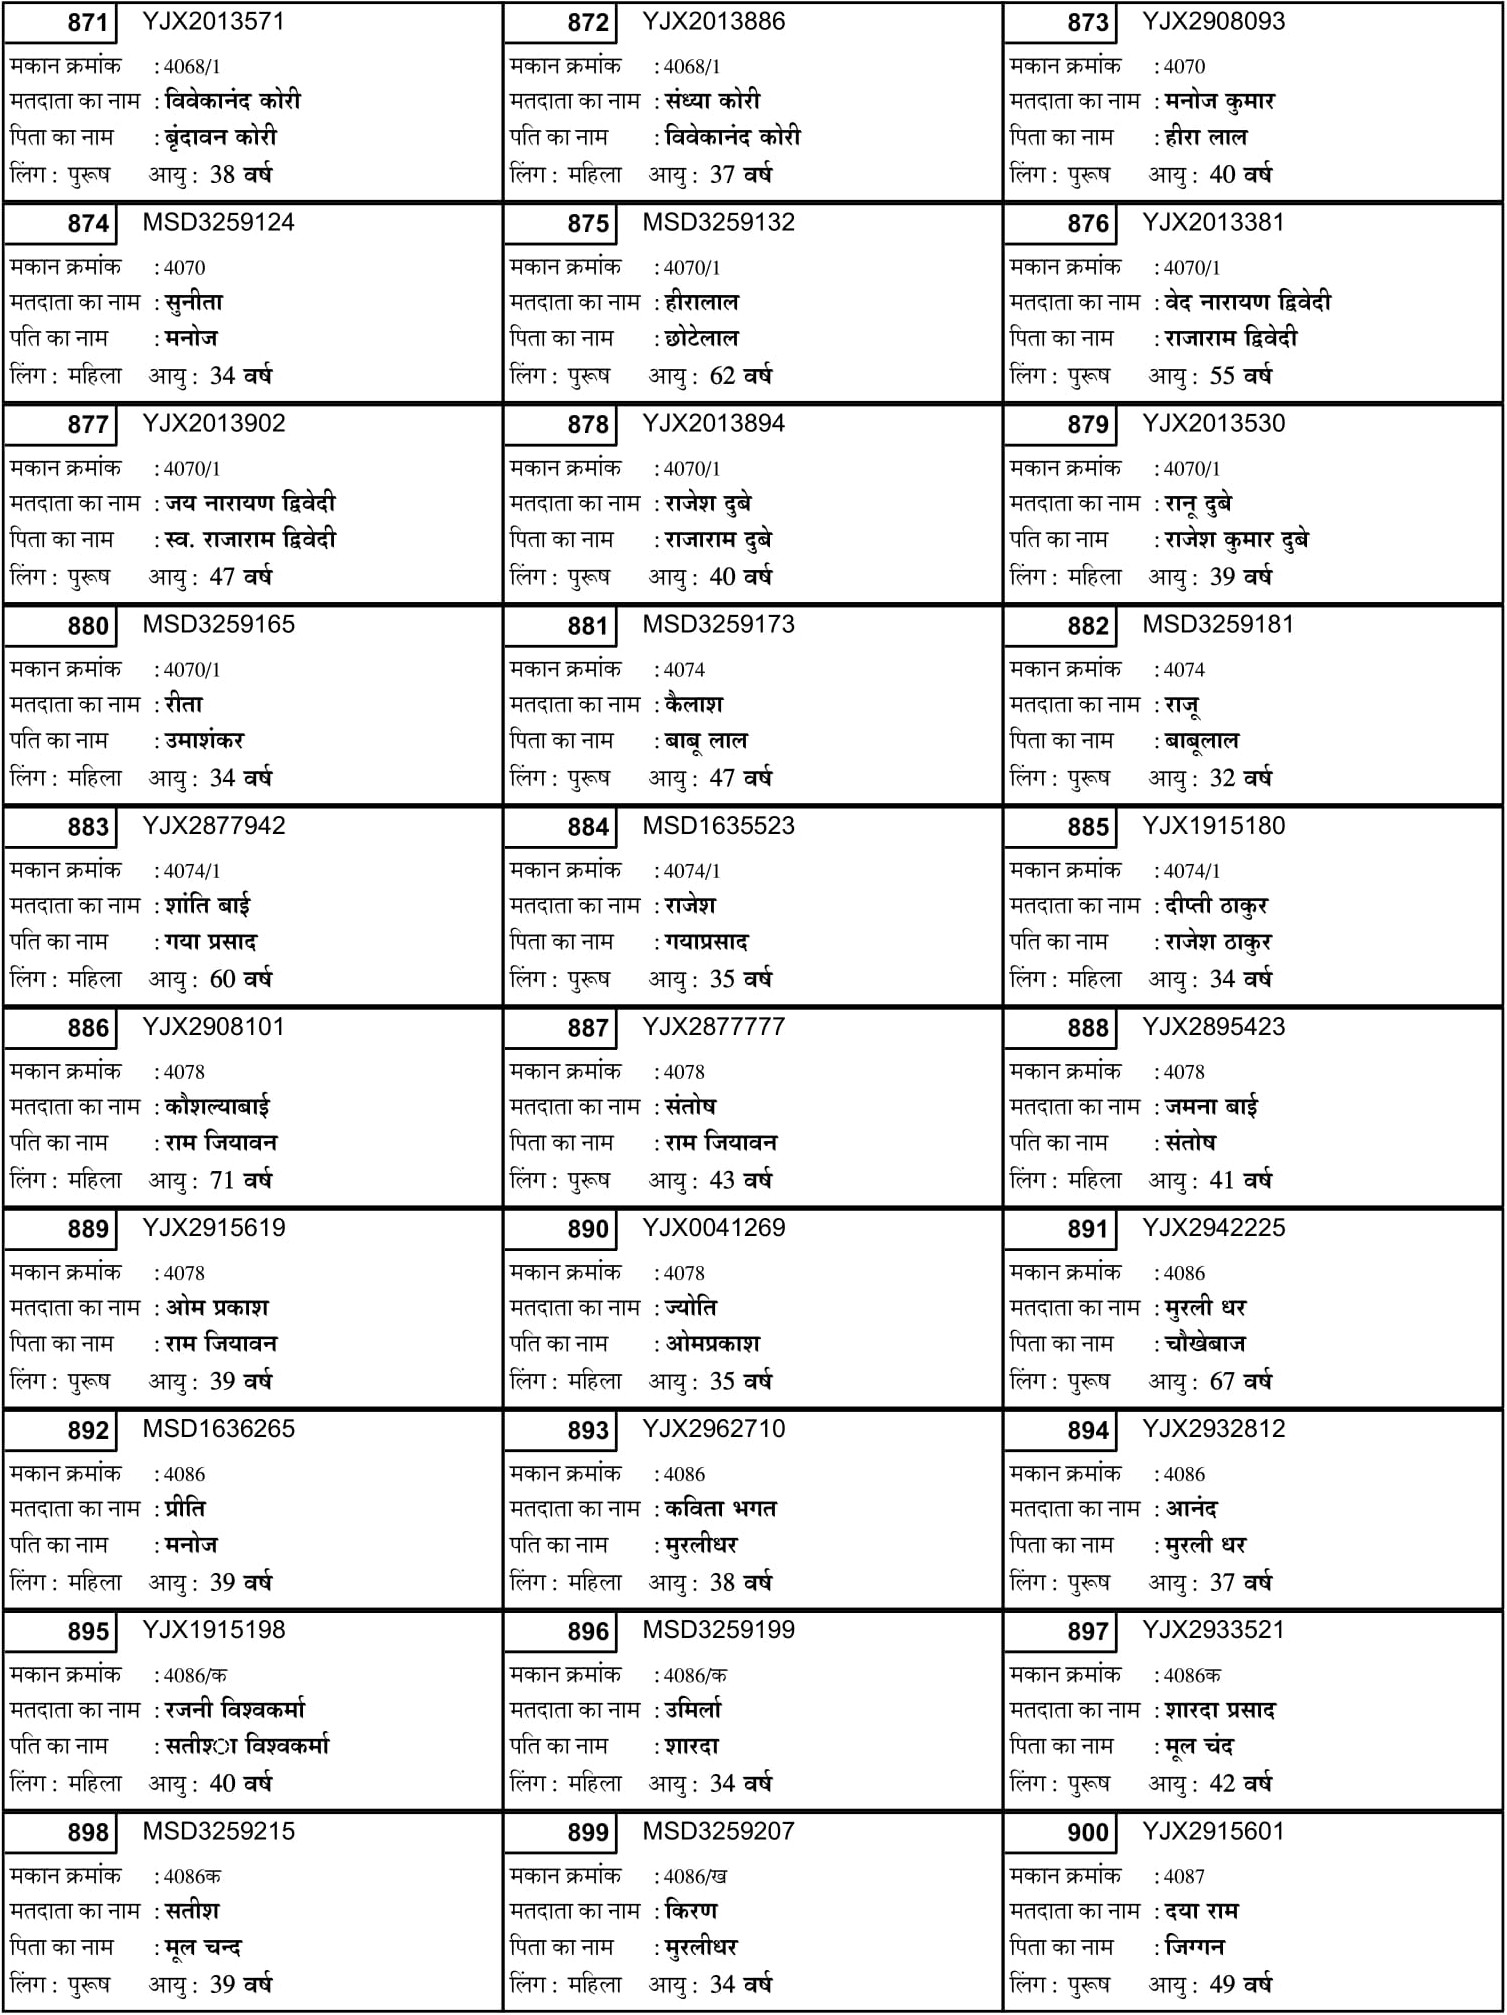 871 YJX2013571
मकान क्रमांक : 4068/1
मतदाता का नाम : विवेकानंद कोरी
पिता का नाम : बृंदावन कोरी
लिंग : पुरूष आयु : 38 वर्ष
872 YJX2013886
मकान क्रमांक : 4068/1
मतदाता का नाम : संध्या कोरी
पति का नाम : विवेकानंद कोरी
लिंग : महिला आयु : 37 वर्ष
873 YJX2908093
मकान क्रमांक : 4070
मतदाता का नाम : मनोज कुमार
पिता का नाम : हीरा लाल
लिंग : पुरूष आयु : 40 वर्ष
874 MSD3259124
मकान क्रमांक : 4070
मतदाता का नाम : सुनीता
पति का नाम : मनोज
लिंग : महिला आयु : 34 वर्ष
875 MSD3259132
मकान क्रमांक : 4070/1
मतदाता का नाम : हीरालाल
पिता का नाम : छोटेलाल
लिंग : पुरूष आयु : 62 वर्ष
876 YJX2013381
मकान क्रमांक : 4070/1
मतदाता का नाम : वेद नारायण द्विवेदी
पिता का नाम : राजाराम द्विवेदी
लिंग : पुरूष आयु : 55 वर्ष
877 YJX2013902
मकान क्रमांक : 4070/1
मतदाता का नाम : जय नारायण द्विवेदी
पिता का नाम : स्व. राजाराम द्विवेदी
लिंग : पुरूष आयु : 47 वर्ष
878 YJX2013894
मकान क्रमांक : 4070/1
मतदाता का नाम : राजेश दुबे
पिता का नाम : राजाराम दुबे
लिंग : पुरूष आयु : 40 वर्ष
879 YJX2013530
मकान क्रमांक : 4070/1
मतदाता का नाम : रानू दुबे
पति का नाम : राजेश कुमार दुबे
लिंग : महिला आयु : 39 वर्ष
880 MSD3259165
मकान क्रमांक : 4070/1
मतदाता का नाम : रीता
पति का नाम : उमाशंकर
लिंग : महिला आयु : 34 वर्ष
881 MSD3259173
मकान क्रमांक : 4074
मतदाता का नाम : कैलाश
पिता का नाम : बाबू लाल
लिंग : पुरूष आयु : 47 वर्ष
882 MSD3259181
मकान क्रमांक : 4074
मतदाता का नाम : राजू
पिता का नाम : बाबूलाल
लिंग : पुरूष आयु : 32 वर्ष
883 YJX2877942
मकान क्रमांक : 4074/1
मतदाता का नाम : शांति बाई
पति का नाम : गया प्रसाद
लिंग : महिला आयु : 60 वर्ष
884 MSD1635523
मकान क्रमांक : 4074/1
मतदाता का नाम : राजेश
पिता का नाम : गयाप्रसाद
लिंग : पुरूष आयु : 35 वर्ष
885 YJX1915180
मकान क्रमांक : 4074/1
मतदाता का नाम : दीप्ती ठाकुर
पति का नाम : राजेश ठाकुर
लिंग : महिला आयु : 34 वर्ष
886 YJX2908101
मकान क्रमांक : 4078
मतदाता का नाम : कौशल्याबाई
पति का नाम : राम जियावन
लिंग : महिला आयु : 71 वर्ष
887 YJX2877777
मकान क्रमांक : 4078
मतदाता का नाम : संतोष
पिता का नाम : राम जियावन
लिंग : पुरूष आयु : 43 वर्ष
888 YJX2895423
मकान क्रमांक : 4078
मतदाता का नाम : जमना बाई
पति का नाम : संतोष
लिंग : महिला आयु : 41 वर्ष
889 YJX2915619
मकान क्रमांक : 4078
मतदाता का नाम : ओम प्रकाश
पिता का नाम : राम जियावन
लिंग : पुरूष आयु : 39 वर्ष
890 YJX0041269
मकान क्रमांक : 4078
मतदाता का नाम : ज्योति
पति का नाम : ओमप्रकाश
लिंग : महिला आयु : 35 वर्ष
891 YJX2942225
मकान क्रमांक : 4086
मतदाता का नाम : मुरली धर
पिता का नाम : चौखेबाज
लिंग : पुरूष आयु : 67 वर्ष
892 MSD1636265
मकान क्रमांक : 4086
मतदाता का नाम : प्रीति
पति का नाम : मनोज
लिंग : महिला आयु : 39 वर्ष
893 YJX2962710
मकान क्रमांक : 4086
मतदाता का नाम : कविता भगत
पति का नाम : मुरलीधर
लिंग : महिला आयु : 38 वर्ष
894 YJX2932812
मकान क्रमांक : 4086
मतदाता का नाम : आनंद
पिता का नाम : मुरली धर
लिंग : पुरूष आयु : 37 वर्ष
895 YJX1915198
मकान क्रमांक : 4086/क
मतदाता का नाम : रजनी विश्वकर्मा
पति का नाम : सतीश्‍ा विश्वकर्मा
लिंग : महिला आयु : 40 वर्ष
896 MSD3259199
मकान क्रमांक : 4086/क
मतदाता का नाम : उमिर्ला
पति का नाम : शारदा
लिंग : महिला आयु : 34 वर्ष
897 YJX2933521
मकान क्रमांक : 4086क
मतदाता का नाम : शारदा प्रसाद
पिता का नाम : मूल चंद
लिंग : पुरूष आयु : 42 वर्ष
898 MSD3259215
मकान क्रमांक : 4086क
मतदाता का नाम : सतीश
पिता का नाम : मूल चन्द
लिंग : पुरूष आयु : 39 वर्ष
899 MSD3259207
मकान क्रमांक : 4086/ख
मतदाता का नाम : किरण
पिता का नाम : मुरलीधर
लिंग : महिला आयु : 34 वर्ष
900 YJX2915601
मकान क्रमांक : 4087
मतदाता का नाम : दया राम
पिता का नाम : जिग्गन
लिंग : पुरूष आयु : 49 वर्ष